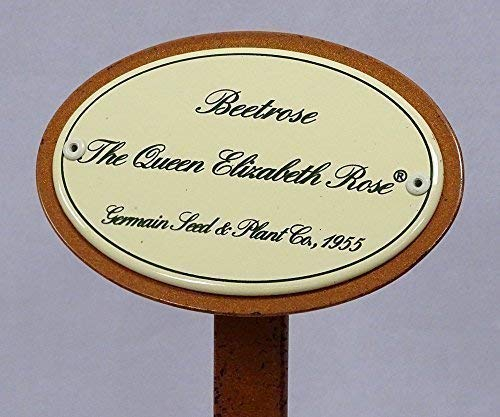 Beetrose
The Queen Elizabeth Rose®
Germain Seed & Plant Co., 1955